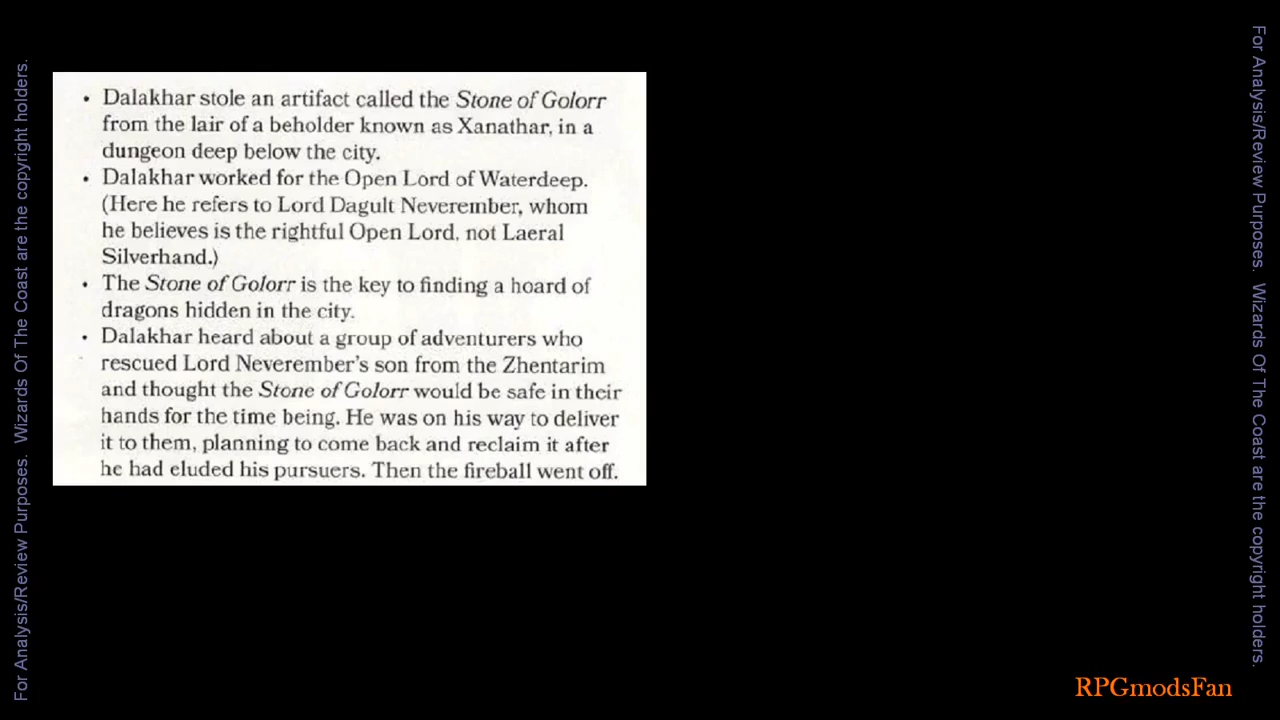 For Analysis/Review Purposes.  Wizards Of The Coast are the copyright holders.
• Dalakhar stole an artifact called the Stone of Golorr
from the lair of a beholder known as Xanathar, in a
dungeon deep below the city.
• Dalakhar worked for the Open Lord of Waterdeep.
(Here he refers to Lord Dagult Neverember, whom
he believes is the rightful Open Lord, not Laeral
Silverhand.)
• The Stone of Golorr is the key to finding a hoard of
dragons hidden in the city.
• Dalakhar heard about a group of adventurers who
rescued Lord Neverember's son from the Zhentarim
and thought the Stone of Golorr would be safe in their
hands for the time being. He was on his way to deliver
it to them, planning to come back and reclaim it after
he had eluded his pursuers. Then the fireball went off.
For Analysis/Review Purposes.  Wizards Of The Coast are the copyright holders.
RPGmodsFan